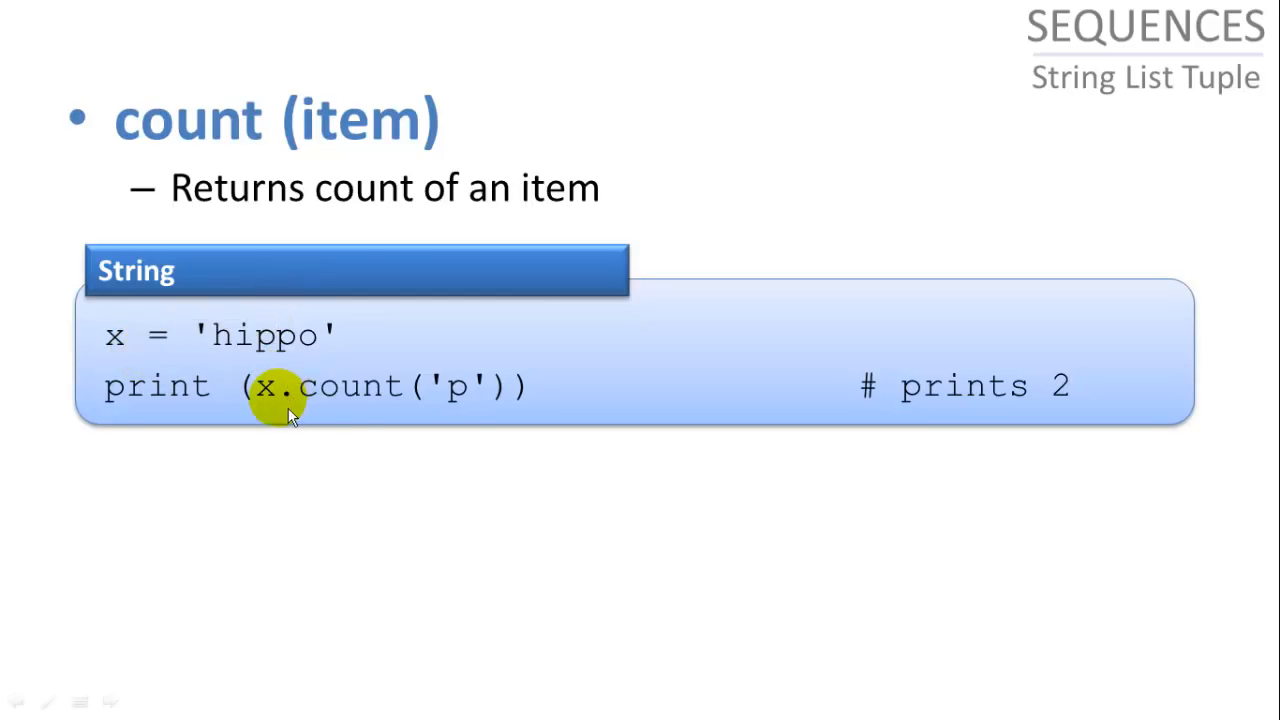 SEQUENCES
String List Tuple
• count (item)
– Returns count of an item
String
x = 'hippo'
print (x.count('p')) # prints 2